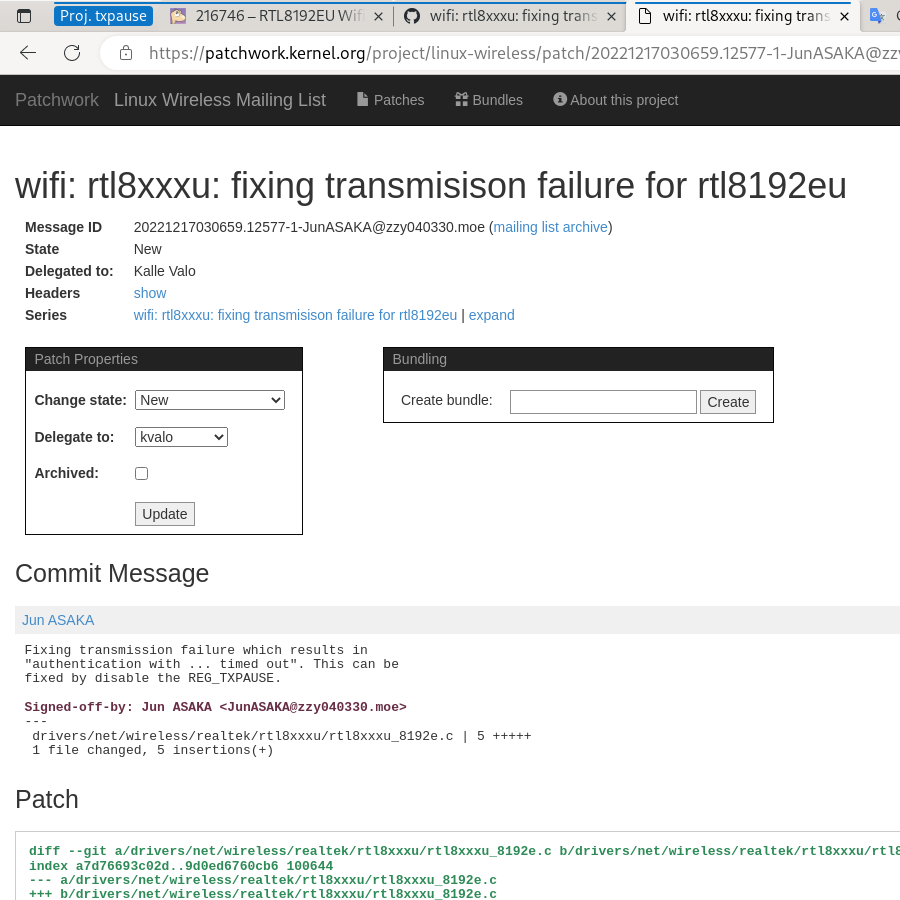 Proj. txpause 216746 – RTL8192EU Wif wifi: rtl8xxxu: fixing trans wifi: rtl8xxxu: fixing trans
https://patchwork.kernel.org/project/linux-wireless/patch/20221217030659.12577-1-JunASAKA@zzy
Patchwork Linux Wireless Mailing List Patches Bundles About this project
wifi: rtl8xxxu: fixing transmisison failure for rtl8192eu
Message ID 20221217030659.12577-1-JunASAKA@zzy040330.moe (mailing list archive)
State New
Delegated to: Kalle Valo
Headers show
Series wifi: rtl8xxxu: fixing transmisison failure for rtl8192eu | expand
Patch Properties
Change state: New
Delegate to: kvalo
Archived:
Update
Bundling
Create bundle: Create
Commit Message
Jun ASAKA
Fixing transmission failure which results in
"authentication with ... timed out". This can be
fixed by disable the REG_TXPAUSE.
Signed-off-by: Jun ASAKA <JunASAKA@zzy040330.moe>
---
drivers/net/wireless/realtek/rtl8xxxu/rtl8xxxu_8192e.c | 5 +++++
1 file changed, 5 insertions(+)
Patch
diff --git a/drivers/net/wireless/realtek/rtl8xxxu/rtl8xxxu_8192e.c b/drivers/net/wireless/realtek/rtl8xxxu/rtl8
index a7d76693c02d..9d0ed6760cb6 100644
--- a/drivers/net/wireless/realtek/rtl8xxxu/rtl8xxxu_8192e.c
+++ b/drivers/net/wireless/realtek/rtl8xxxu/rtl8xxxu_8192e.c